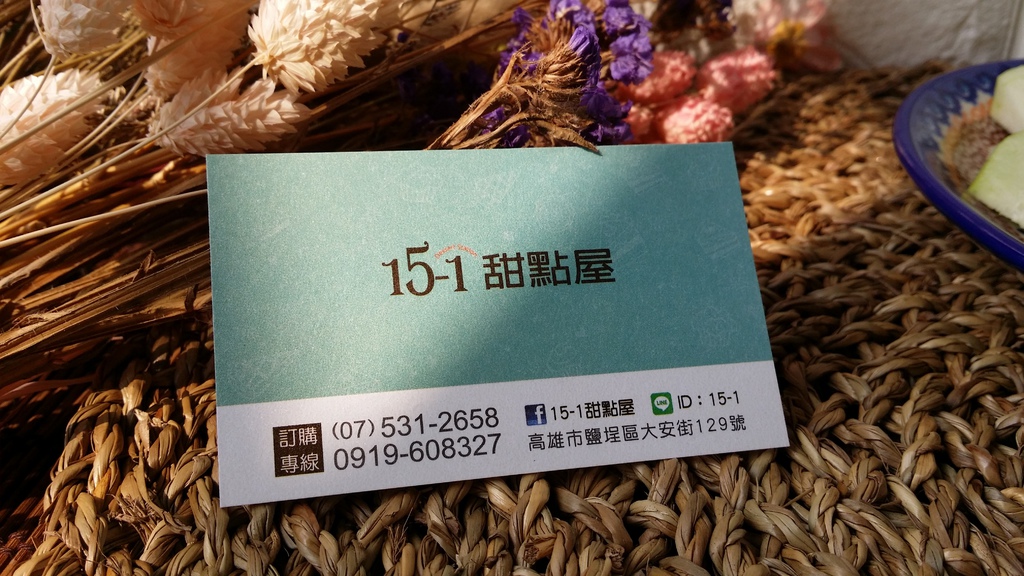 15-1 甜點屋
訂購專線
(07) 531-2658
0919-608327
15-1甜點屋 LINE ID：15-1
高雄市鹽埕區大安街129號